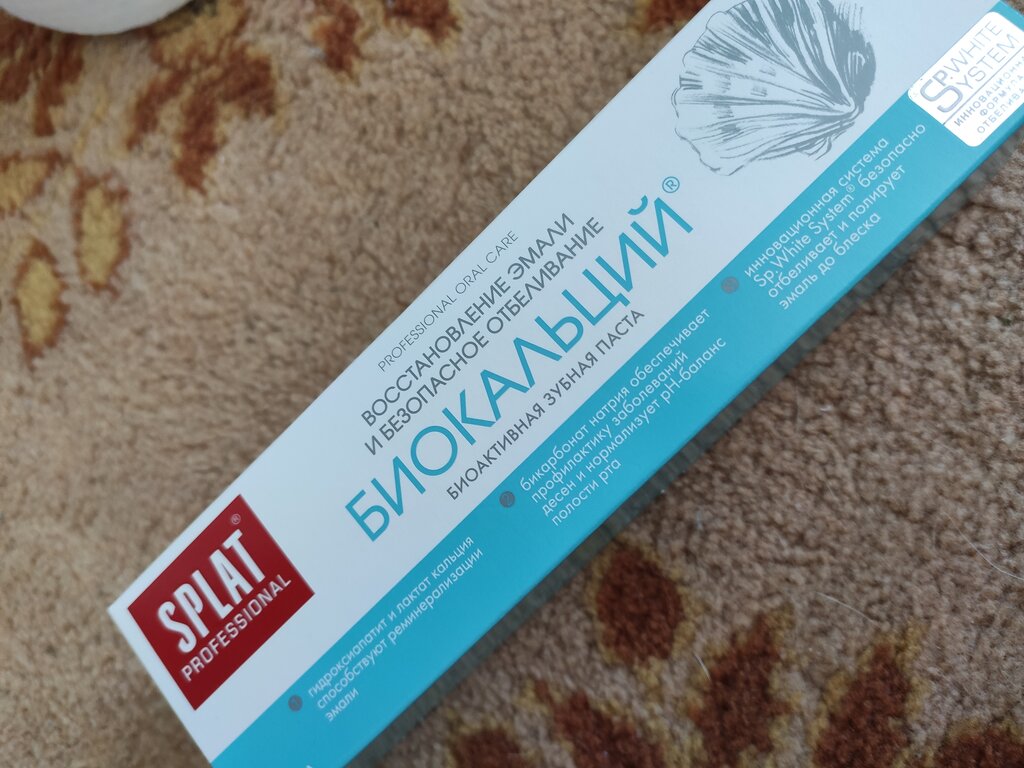 SPLAT®
PROFESSIONAL
PROFESSIONAL ORAL CARE
ВОССТАНОВЛЕНИЕ ЭМАЛИ
И БЕЗОПАСНОЕ ОТБЕЛИВАНИЕ
БИОКАЛЬЦИЙ®
БИОАКТИВНАЯ ЗУБНАЯ ПАСТА
гидроксиапатит и лактат кальция
способствуют реминерализации
эмали
бикарбонат натрия обеспечивает
профилактику заболеваний
десен и нормализует pH-баланс
полости рта
инновационная система
Sp.White System® безопасно
отбеливает и полирует
эмаль до блеска
SP.WHITE
SYSTEM